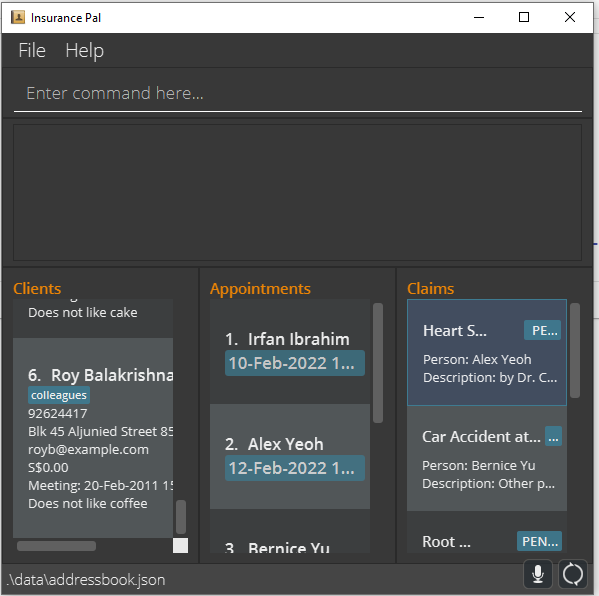 Insurance Pal
File Help
Enter command here...
Clients
Does not like cake
6. Roy Balakrishna
colleagues
92624417
Blk 45 Aljunied Street 85
royb@example.com
S$0.00
Meeting: 20-Feb-2011 15
Does not like coffee
Appointments
1. Irfan Ibrahim
10-Feb-2022 1...
2. Alex Yeoh
12-Feb-2022 1...
3. Bernice Yu
Claims
Heart S... PE...
Person: Alex Yeoh
Description: by Dr. C...
Car Accident at... ...
Person: Bernice Yu
Description: Other p...
Root ... PEN...
.\data\addressbook.json